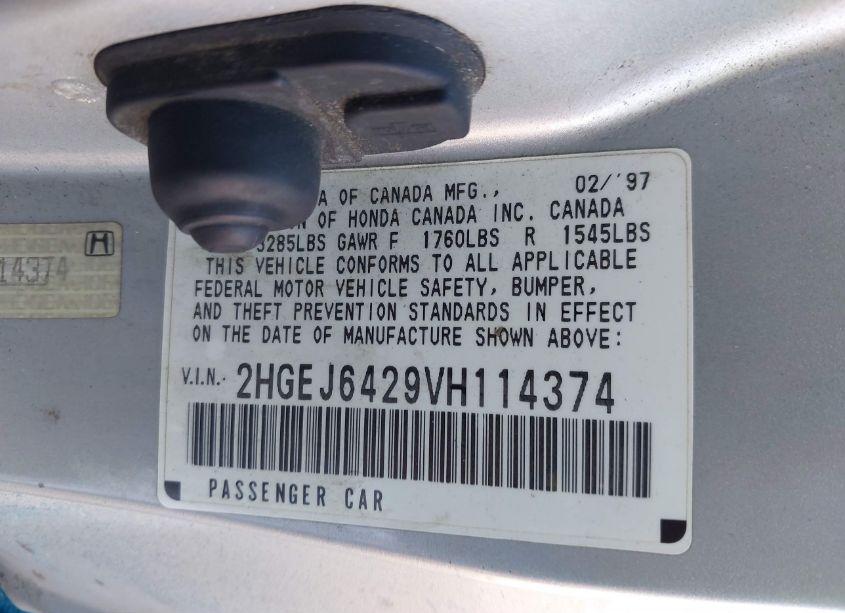 OF CANADA MFG., 02/'97
OF HONDA CANADA INC. CANADA
3285LBS GAWR F 1760LBS R 1545LBS
THIS VEHICLE CONFORMS TO ALL APPLICABLE
FEDERAL MOTOR VEHICLE SAFETY, BUMPER,
AND THEFT PREVENTION STANDARDS IN EFFECT
ON THE DATE OF MANUFACTURE SHOWN ABOVE:
V.I.N.: 2HGEJ6429VH114374
PASSENGER CAR
14374